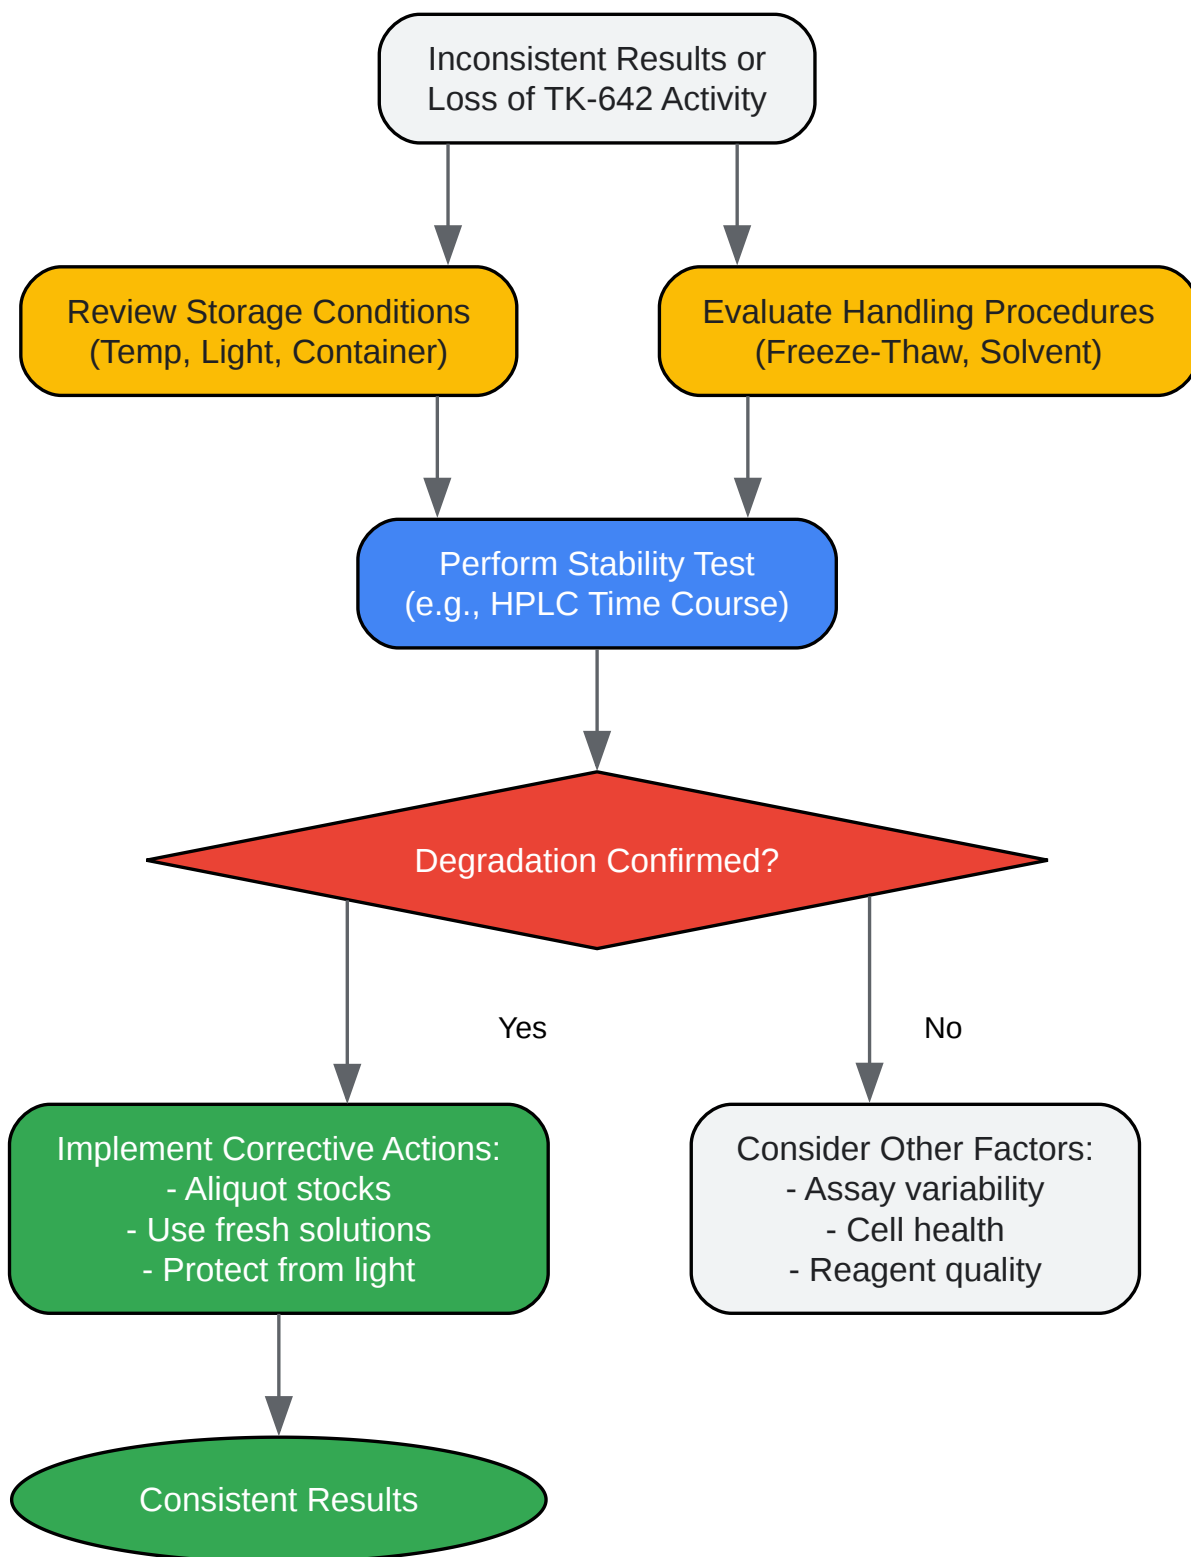 Inconsistent Results or
Loss of TK-642 Activity
Review Storage Conditions
(Temp, Light, Container)
Evaluate Handling Procedures
(Freeze-Thaw, Solvent)
Perform Stability Test
(e.g., HPLC Time Course)
Degradation Confirmed?
Yes
No
Implement Corrective Actions:
- Aliquot stocks
- Use fresh solutions
- Protect from light
Consider Other Factors:
- Assay variability
- Cell health
- Reagent quality
Consistent Results